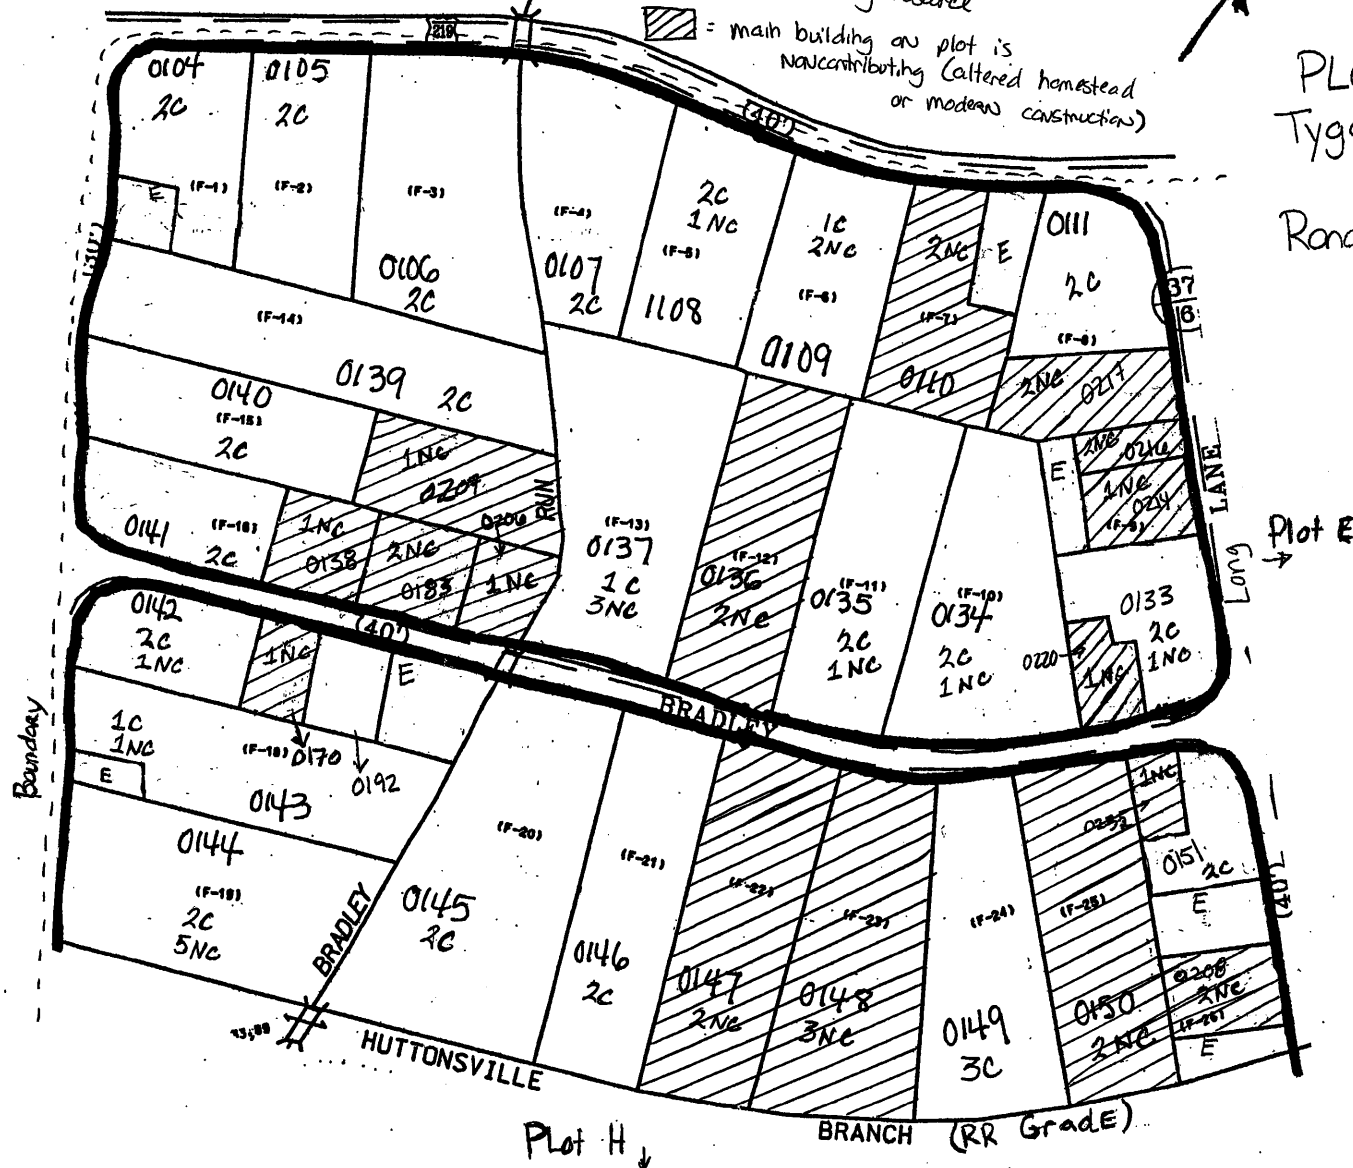 = main building on plot is
Noncontributing (altered homestead
or modern construction)
219
(40')
Tyg
0104
2C
E
(F-1)
0105
2C
(F-2)
(F-3)
0106
2C
(F-4)
0107
2C
2C
1NC
(F-5)
1108
1C
2NC
(F-6)
0109
2NC
(F-7)
0110
E
0111
2C
(F-8)
37
6
2NC 0217
(30')
(F-14)
0139 2C
0140
(F-15)
2C
1NC
0209
RUN
0141 (F-16)
2C
1NC
0138
2NC
0183
0206
1NC
(F-13)
0137
1C
3NC
(F-12)
0136
2NC
(F-11)
0135
2C
1NC
(F-10)
0134
2C
1NC
E
2NC 0216
1NC
0211
(F-9)
LANE
Long
Plot E
0133
2C
1NC
0220
1NC
(40')
BRADLEY
0142
2C
1NC
1NC
E
0170
0192
Boundary
1C
1NC
(F-18)
E
0143
0144
(F-19)
2C
5NC
BRADLEY
(F-20)
0145
2C
(F-21)
0146
2C
(F-22)
0147
2NC
(F-23)
0148
3NC
(F-24)
0149
3C
(F-25)
0150
2NC
1NC
0232
0151 2C
E
0208
2NC
(F-26)
E
(40')
HUTTONSVILLE
BRANCH (RR GradE)
Plot H